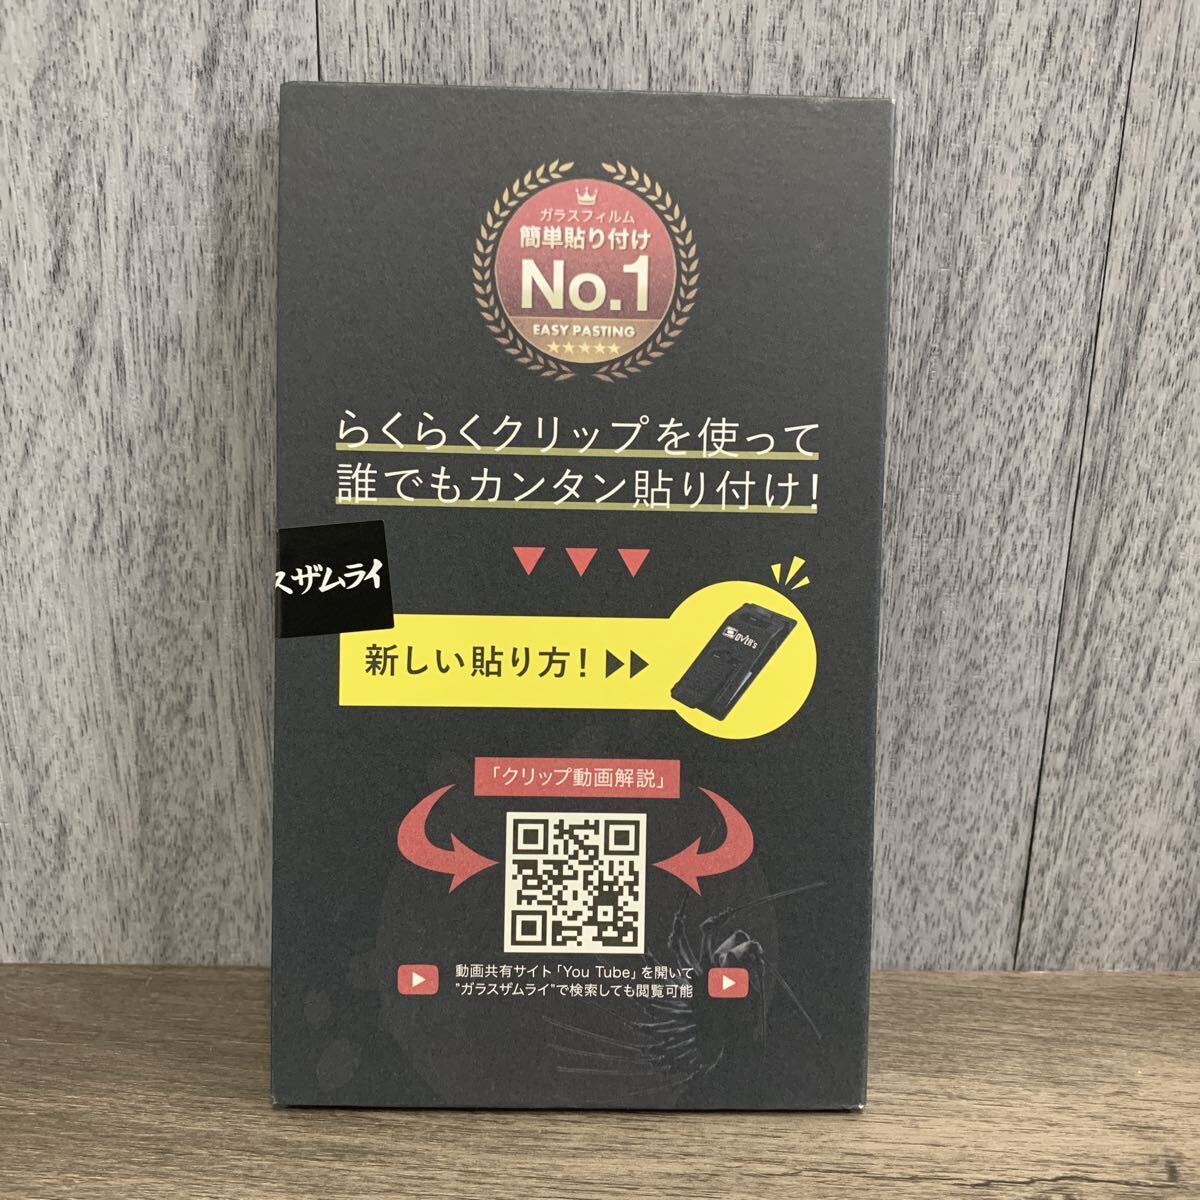 ガラスフィルム
簡単貼り付け
No.1
EASY PASTING
らくらくクリップを使って
誰でもカンタン貼り付け!
スザムライ
新しい貼り方!
OVER's
「クリップ動画解説」
動画共有サイト「You Tube」を開いて
"ガラスザムライ"で検索しても閲覧可能